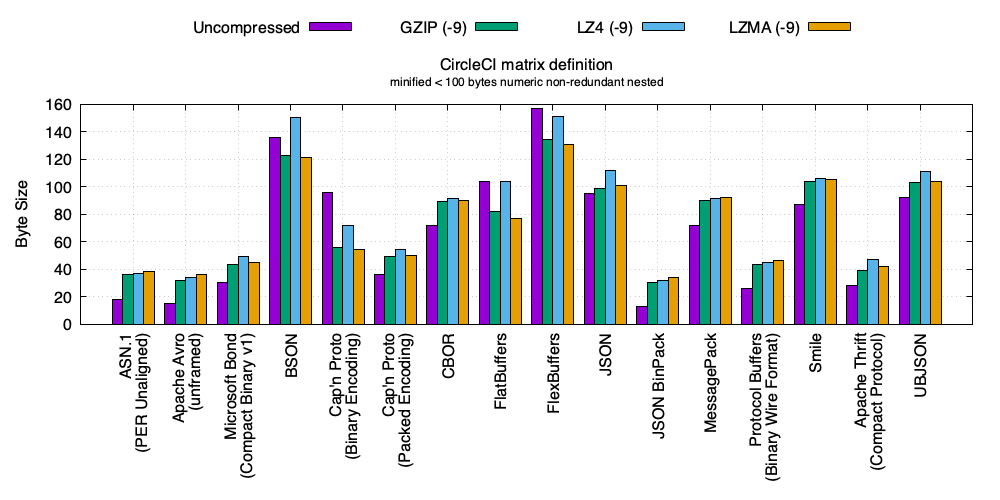 Uncompressed GZIP (-9) LZ4 (-9) LZMA (-9)
CircleCI matrix definition
minified < 100 bytes numeric non-redundant nested
Byte Size
160
140
120
100
80
60
40
20
0
ASN.1
(PER Unaligned)
Apache Avro
(unframed)
Microsoft Bond
(Compact Binary v1)
BSON
Cap'n Proto
(Binary Encoding)
Cap'n Proto
(Packed Encoding)
CBOR
FlatBuffers
FlexBuffers
JSON
JSON BinPack
MessagePack
Protocol Buffers
(Binary Wire Format)
Smile
Apache Thrift
(Compact Protocol)
UBJSON